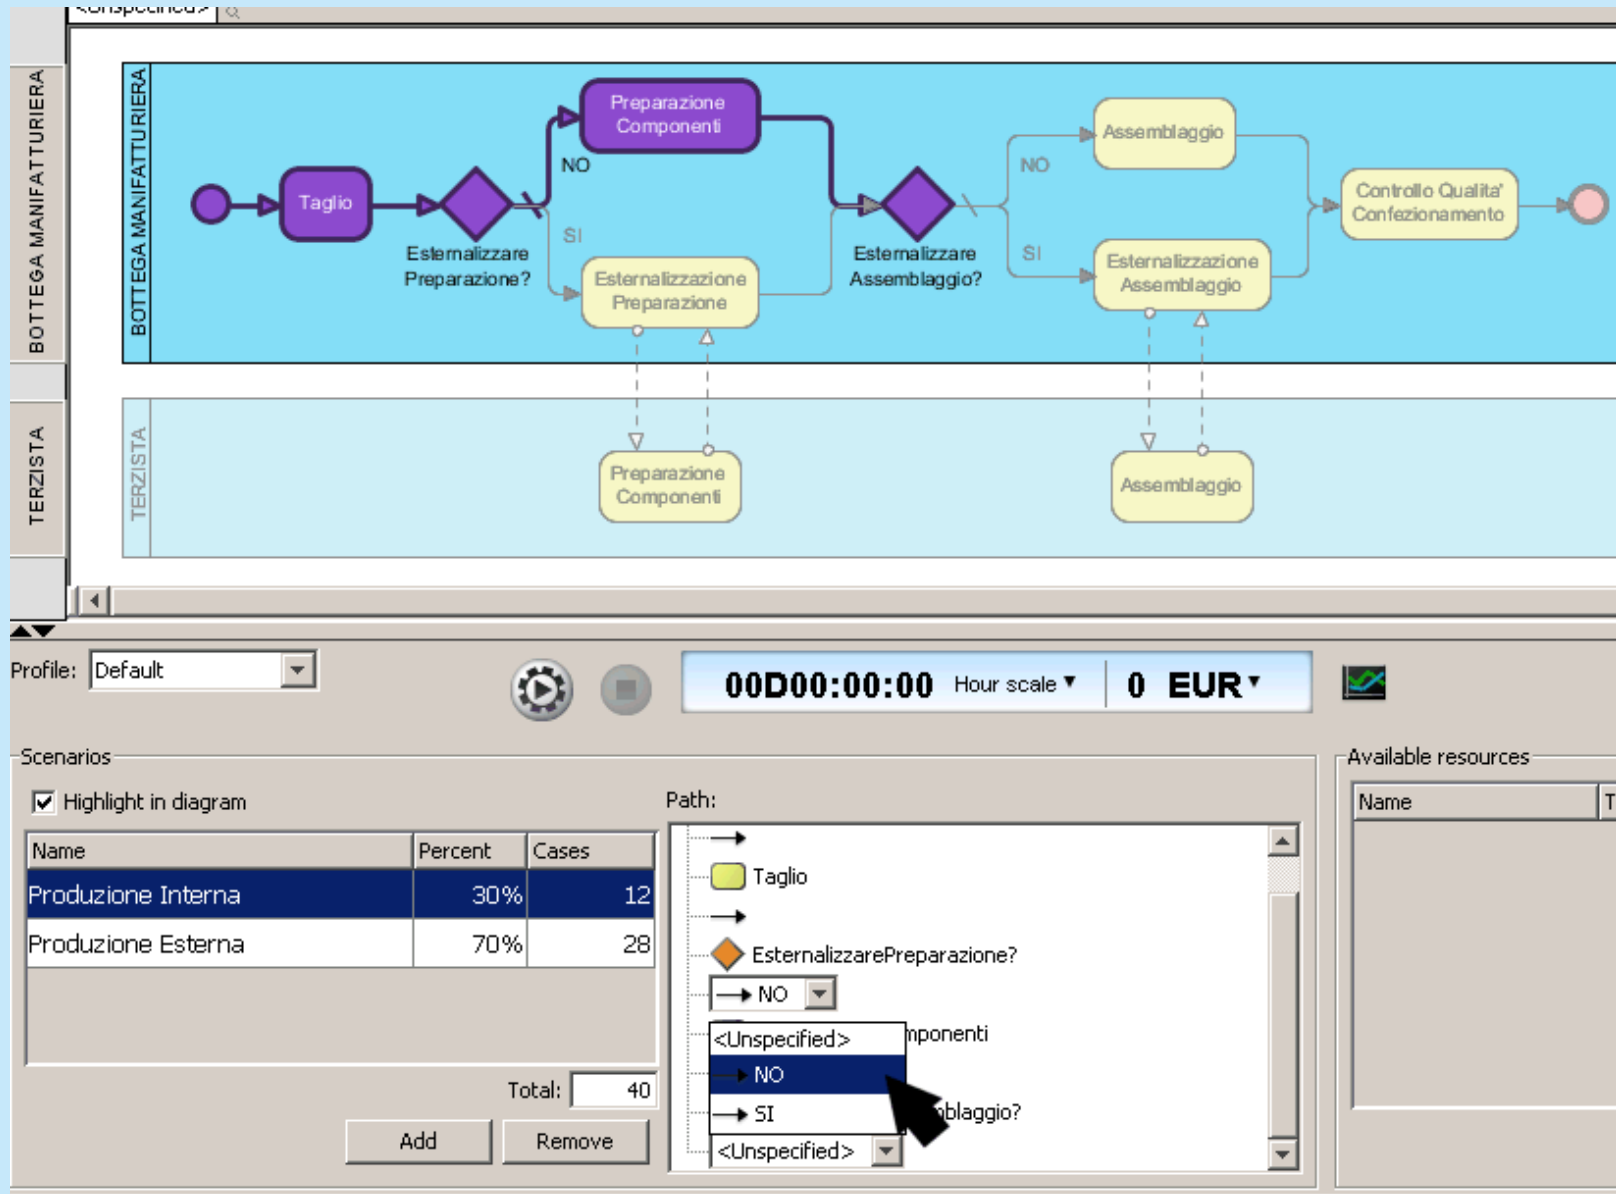 <Unspecified>
BOTTEGA MANIFATTURIERA
BOTTEGA MANIFATTURIERA
Taglio
Esternalizzare
Preparazione?
NO
SI
Preparazione
Componenti
Esternalizzazione
Preparazione
Esternalizzare
Assemblaggio?
NO
SI
Assemblaggio
Esternalizzazione
Assemblaggio
Controllo Qualita'
Confezionamento
TERZISTA
TERZISTA
Preparazione
Componenti
Assemblaggio
Profile: Default
00D00:00:00 Hour scale 0 EUR
Scenarios
Highlight in diagram
Name Percent Cases
Produzione Interna 30% 12
Produzione Esterna 70% 28
Total: 40
Add Remove
Path:
Taglio
EsternalizzarePreparazione?
NO
<Unspecified> mponenti
NO
SI blaggio?
<Unspecified>
Available resources
Name T